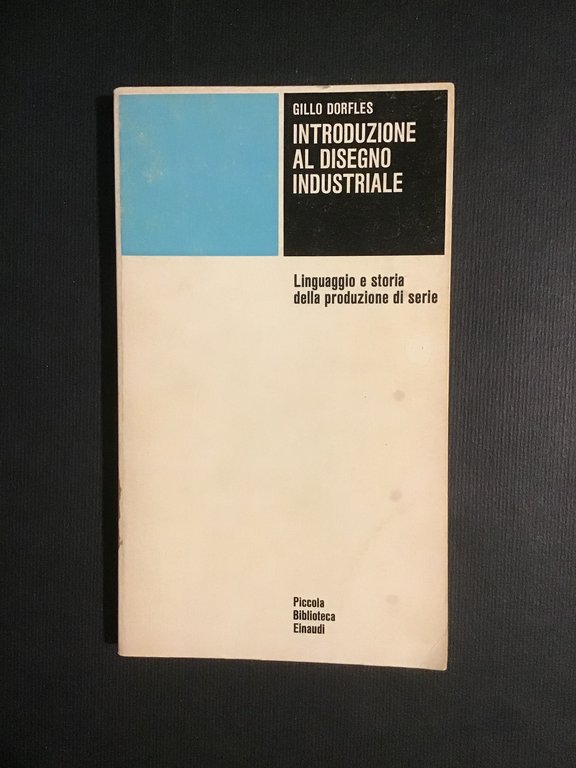 GILLO DORFLES
INTRODUZIONE
AL DISEGNO
INDUSTRIALE
Linguaggio e storia
della produzione di serie
Piccola
Biblioteca
Einaudi